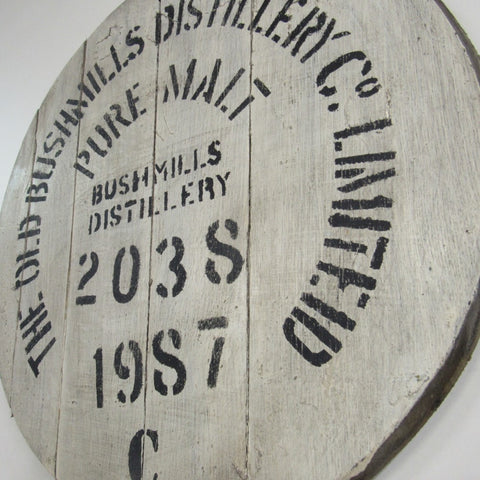 THE OLD BUSHMILLS DISTILLERY Cº. LIMITED
PURE MALT
BUSHMILLS
DISTILLERY
2038
1987
C